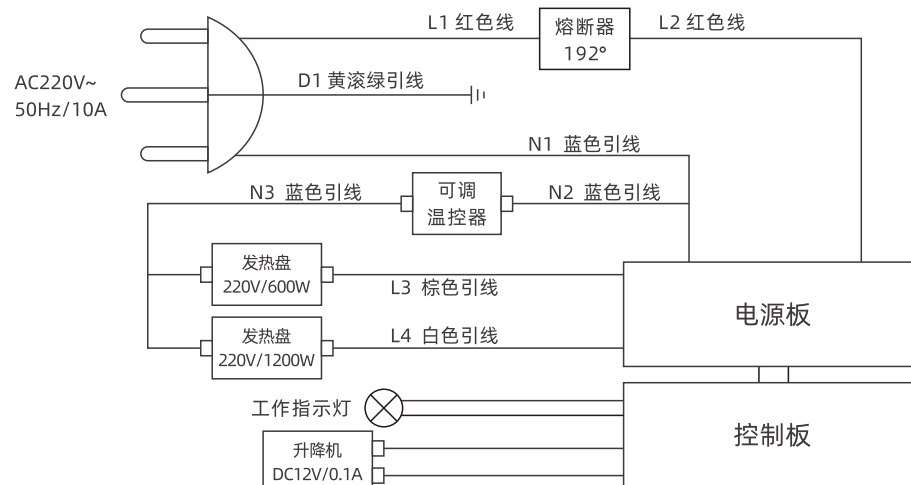 L1 红色线
熔断器
192°
L2 红色线
AC220V~
50Hz/10A
D1 黄滚绿引线
N1 蓝色引线
N3 蓝色引线
可调
温控器
N2 蓝色引线
发热盘
220V/600W
L3 棕色引线
电源板
发热盘
220V/1200W
L4 白色引线
工作指示灯
控制板
升降机
DC12V/0.1A